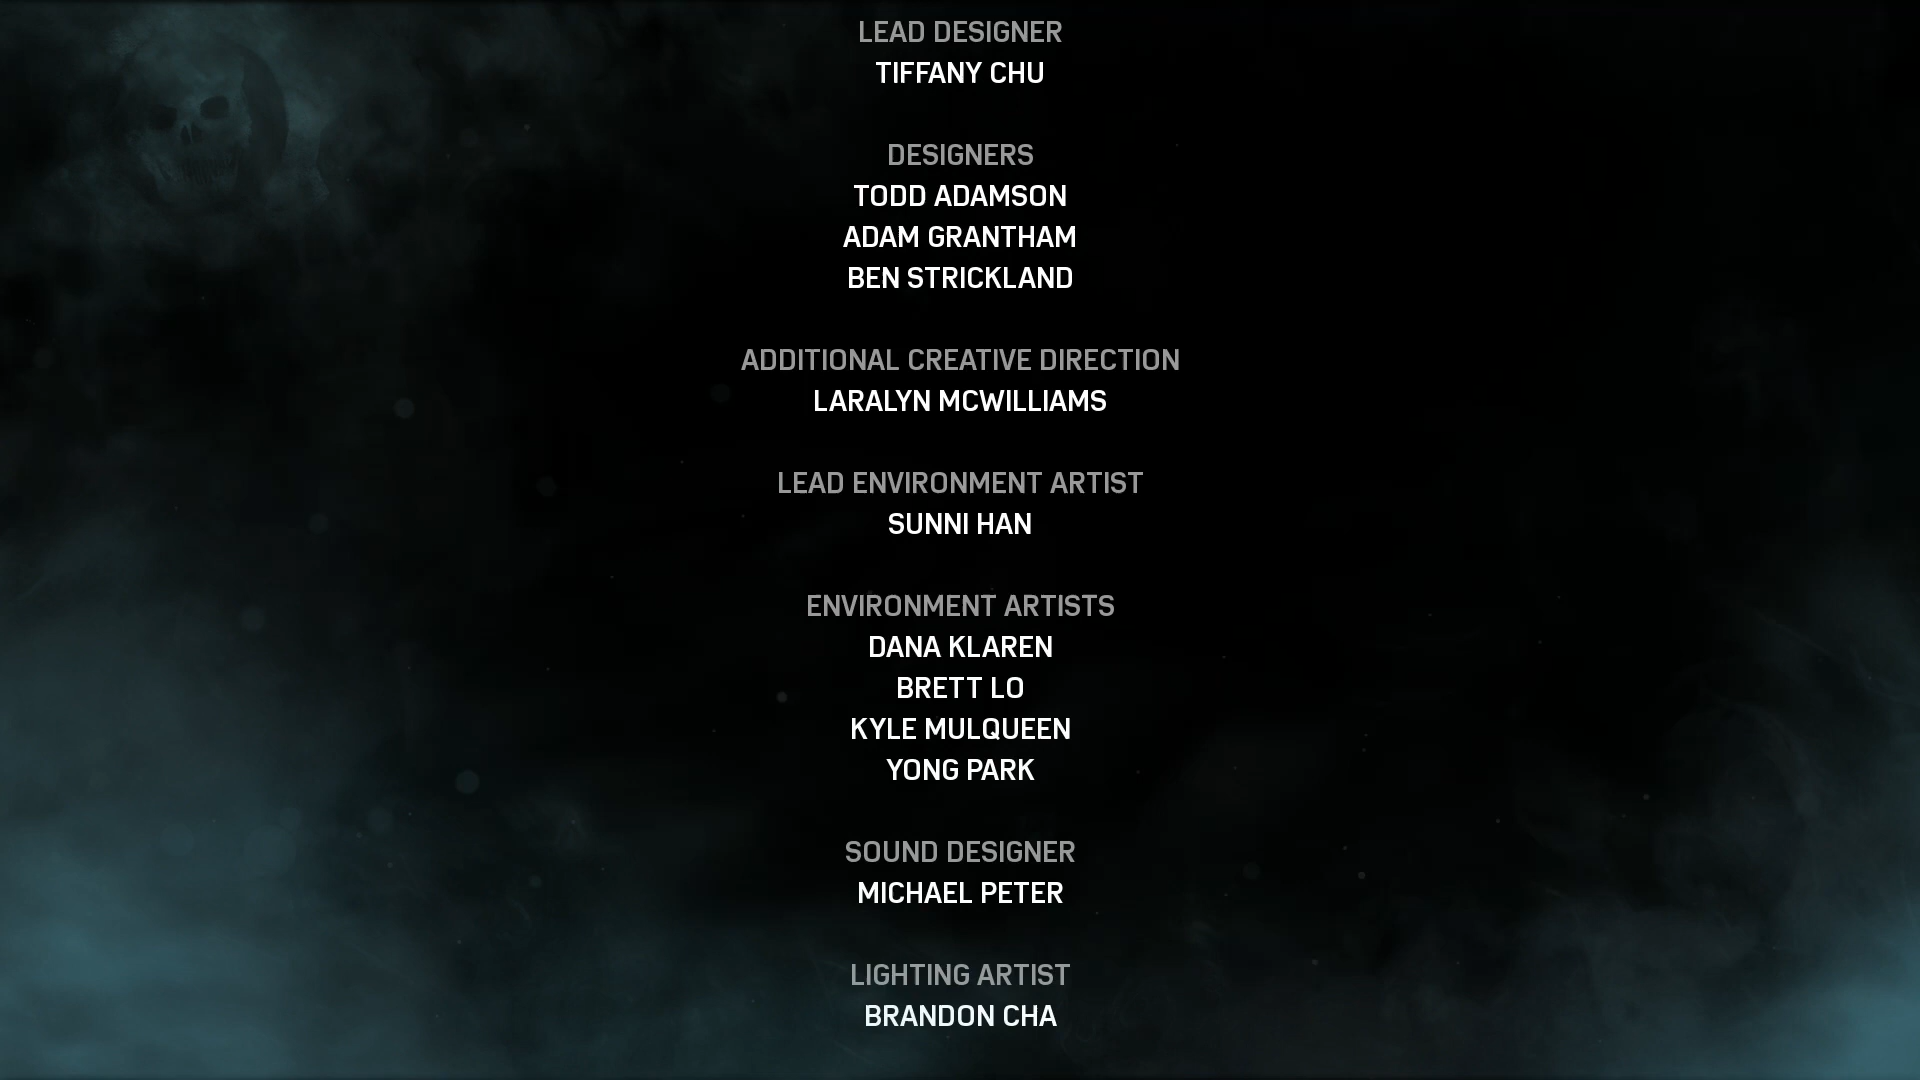 LEAD DESIGNER
TIFFANY CHU
DESIGNERS
TODD ADAMSON
ADAM GRANTHAM
BEN STRICKLAND
ADDITIONAL CREATIVE DIRECTION
LARALYN MCWILLIAMS
LEAD ENVIRONMENT ARTIST
SUNNI HAN
ENVIRONMENT ARTISTS
DANA KLAREN
BRETT LO
KYLE MULQUEEN
YONG PARK
SOUND DESIGNER
MICHAEL PETER
LIGHTING ARTIST
BRANDON CHA